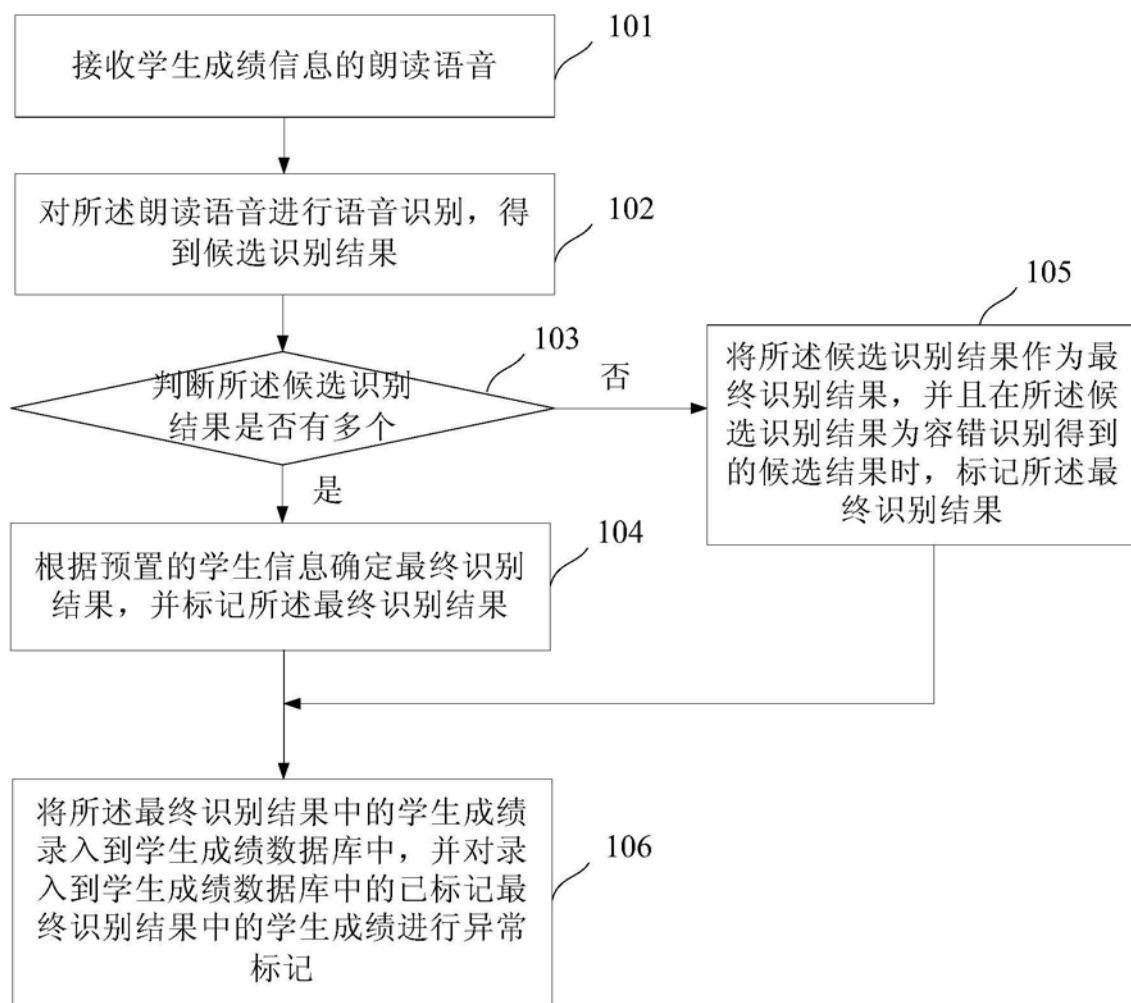 101
接收学生成绩信息的朗读语音
对所述朗读语音进行语音识别，得
到候选识别结果
102
103
判断所述候选识别
结果是否有多个
否
是
105
将所述候选识别结果作为最
终识别结果，并且在所述候
选识别结果为容错识别得到
的候选结果时，标记所述最
终识别结果
104
根据预置的学生信息确定最终识别
结果，并标记所述最终识别结果
将所述最终识别结果中的学生成绩
录入到学生成绩数据库中，并对录
入到学生成绩数据库中的已标记最
终识别结果中的学生成绩进行异常
标记
106